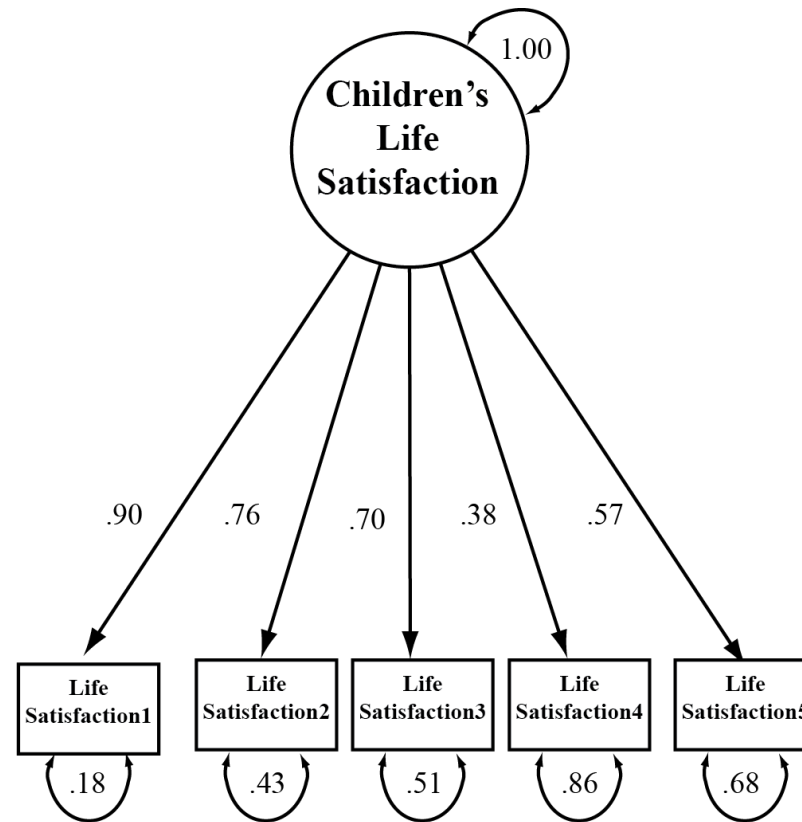 1.00
Children’s
Life
Satisfaction
.90
.76
.70
.38
.57
Life
Satisfaction1
Life
Satisfaction2
Life
Satisfaction3
Life
Satisfaction4
Life
Satisfaction5
.18
.43
.51
.86
.68